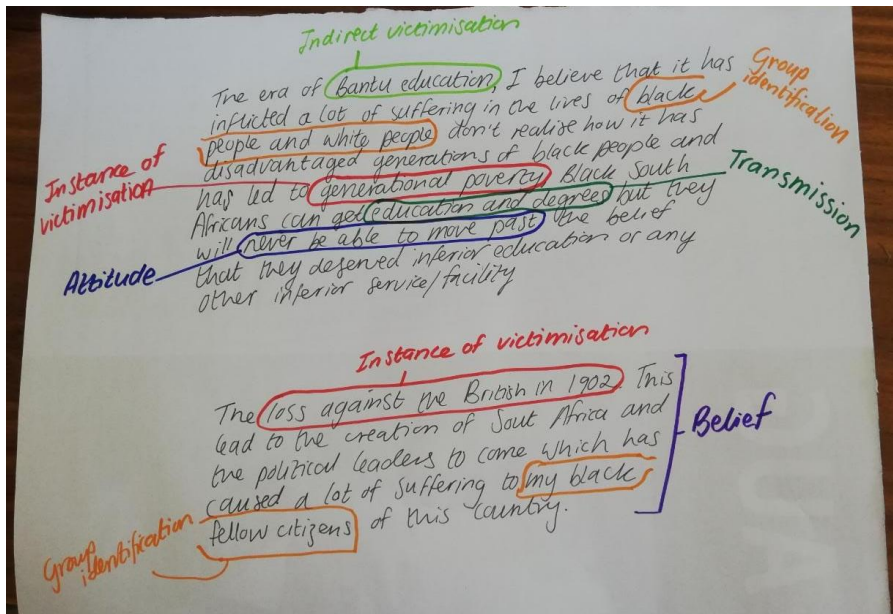 Indirect victimisation
The era of Bantu education, I believe that it has
inflicted a lot of suffering in the lives of black
Group
identification
people and white people don't realise how it has
disadvantaged generations of black people and
Instance of
victimisation
has led to generational poverty Black South
Transmission
Africans can get education and degrees but they
will never be able to move past the belief
Attitude
that they deserved inferior education or any
other inferior service/facility
Instance of victimisation
The loss against the British in 1902. This
lead to the creation of Sout Africa and
Belief
the political leaders to come which has
caused a lot of suffering to my black
Group
identification
fellow citizens of this country.